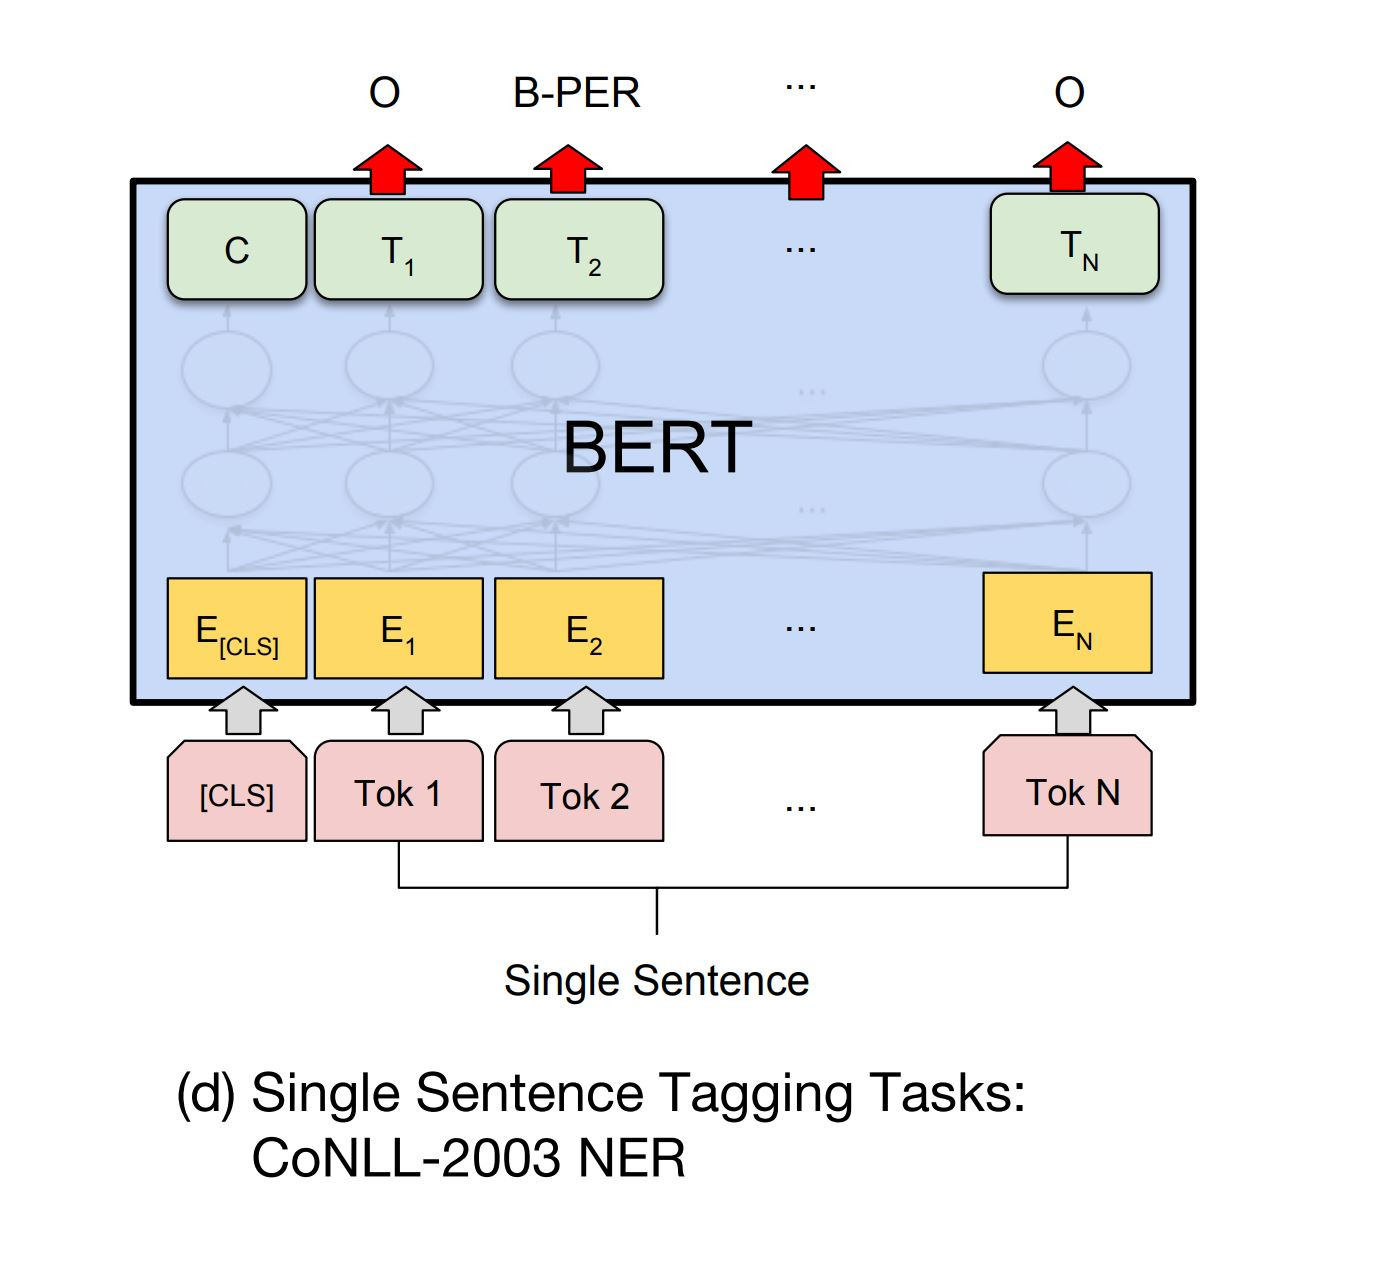 O B-PER ... O
C T1 T2 ... TN
...
BERT
...
E[CLS] E1 E2 ... EN
[CLS] Tok 1 Tok 2 ... Tok N
Single Sentence
(d) Single Sentence Tagging Tasks:
CoNLL-2003 NER